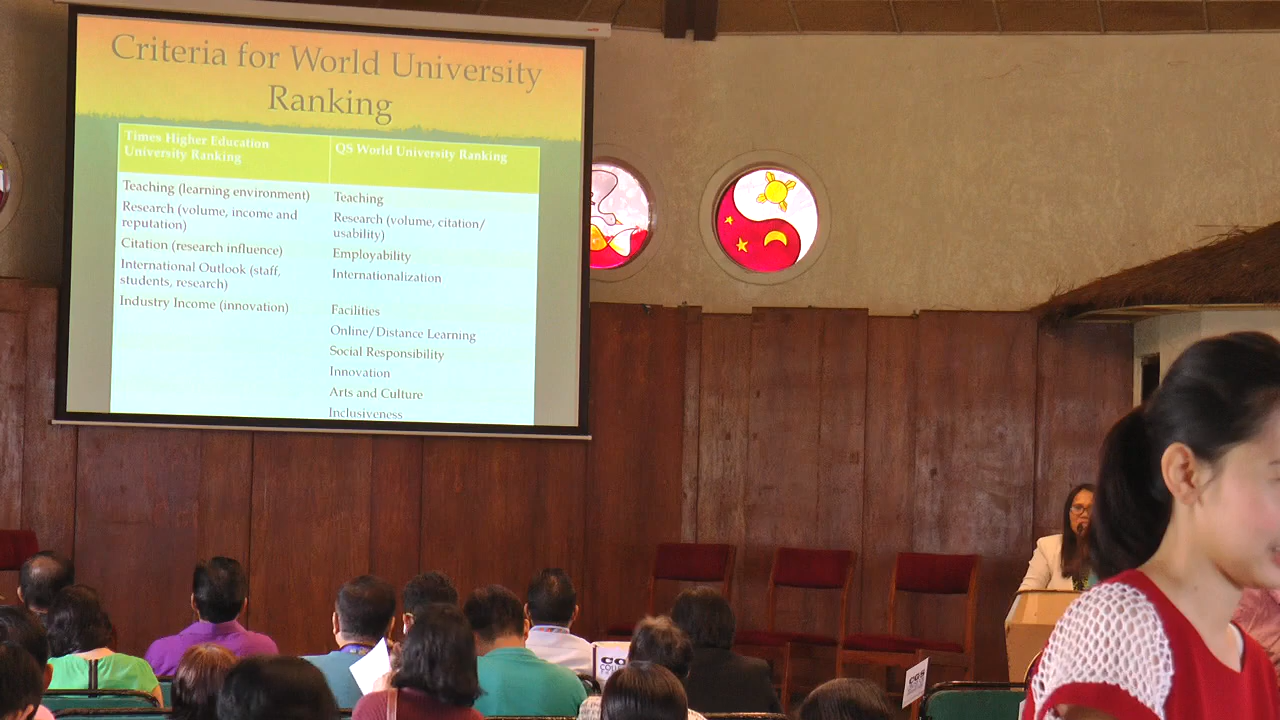 Criteria for World University
Ranking
Times Higher Education
University Ranking
QS World University Ranking
Teaching (learning environment)
Research (volume, income and
reputation)
Citation (research influence)
International Outlook (staff,
students, research)
Industry Income (innovation)
Teaching
Research (volume, citation/
usability)
Employability
Internationalization
Facilities
Online/Distance Learning
Social Responsibility
Innovation
Arts and Culture
Inclusiveness
CGS